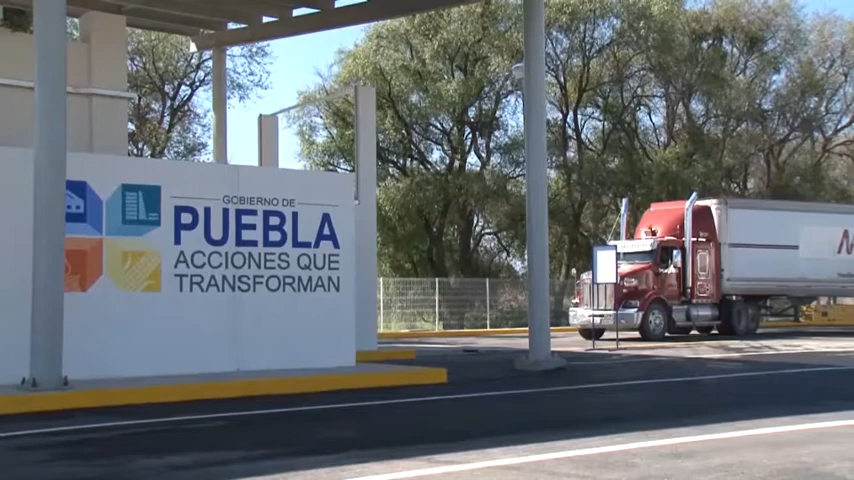 GOBIERNO DE
PUEBLA
ACCIONES QUE
TRANSFORMAN